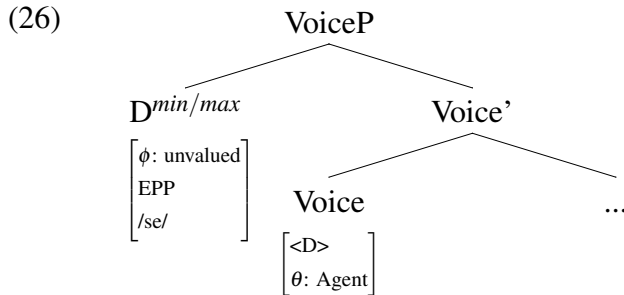 (26) VoiceP
D^min/max Voice’
ϕ: unvalued
EPP
/se/
Voice ...
<D>
θ: Agent